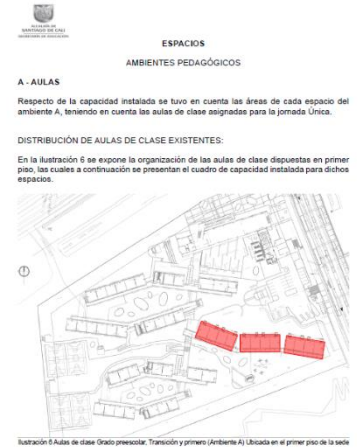 ALCALDÍA DE
SANTIAGO DE CALI
SECRETARÍA DE EDUCACIÓN
ESPACIOS
AMBIENTES PEDAGÓGICOS
A - AULAS
Respecto de la capacidad instalada se tuvo en cuenta las áreas de cada espacio del
ambiente A, teniendo en cuenta las aulas de clase asignadas para la jornada Única.
DISTRIBUCIÓN DE AULAS DE CLASE EXISTENTES:
En la ilustración 6 se expone la organización de las aulas de clase dispuestas en primer
piso, las cuales a continuación se presentan el cuadro de capacidad instalada para dichos
espacios.
Ilustración 6 Aulas de clase Grado preescolar, Transición y primero (Ambiente A) Ubicada en el primer piso de la sede